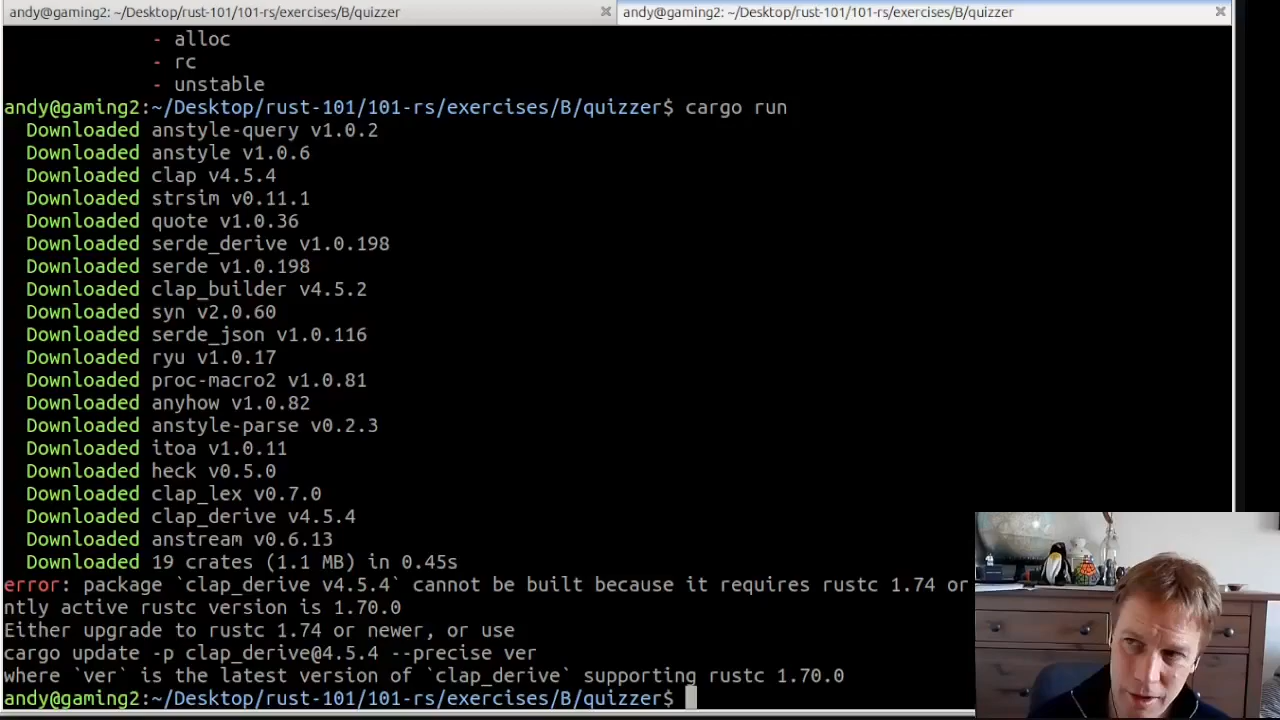 andy@gaming2: ~/Desktop/rust-101/101-rs/exercises/B/quizzer
andy@gaming2: ~/Desktop/rust-101/101-rs/exercises/B/quizzer
- alloc
- rc
- unstable
andy@gaming2:~/Desktop/rust-101/101-rs/exercises/B/quizzer$ cargo run
Downloaded anstyle-query v1.0.2
Downloaded anstyle v1.0.6
Downloaded clap v4.5.4
Downloaded strsim v0.11.1
Downloaded quote v1.0.36
Downloaded serde_derive v1.0.198
Downloaded serde v1.0.198
Downloaded clap_builder v4.5.2
Downloaded syn v2.0.60
Downloaded serde_json v1.0.116
Downloaded ryu v1.0.17
Downloaded proc-macro2 v1.0.81
Downloaded anyhow v1.0.82
Downloaded anstyle-parse v0.2.3
Downloaded itoa v1.0.11
Downloaded heck v0.5.0
Downloaded clap_lex v0.7.0
Downloaded clap_derive v4.5.4
Downloaded anstream v0.6.13
Downloaded 19 crates (1.1 MB) in 0.45s
error: package `clap_derive v4.5.4` cannot be built because it requires rustc 1.74 or
ntly active rustc version is 1.70.0
Either upgrade to rustc 1.74 or newer, or use
cargo update -p clap_derive@4.5.4 --precise ver
where `ver` is the latest version of `clap_derive` supporting rustc 1.70.0
andy@gaming2:~/Desktop/rust-101/101-rs/exercises/B/quizzer$